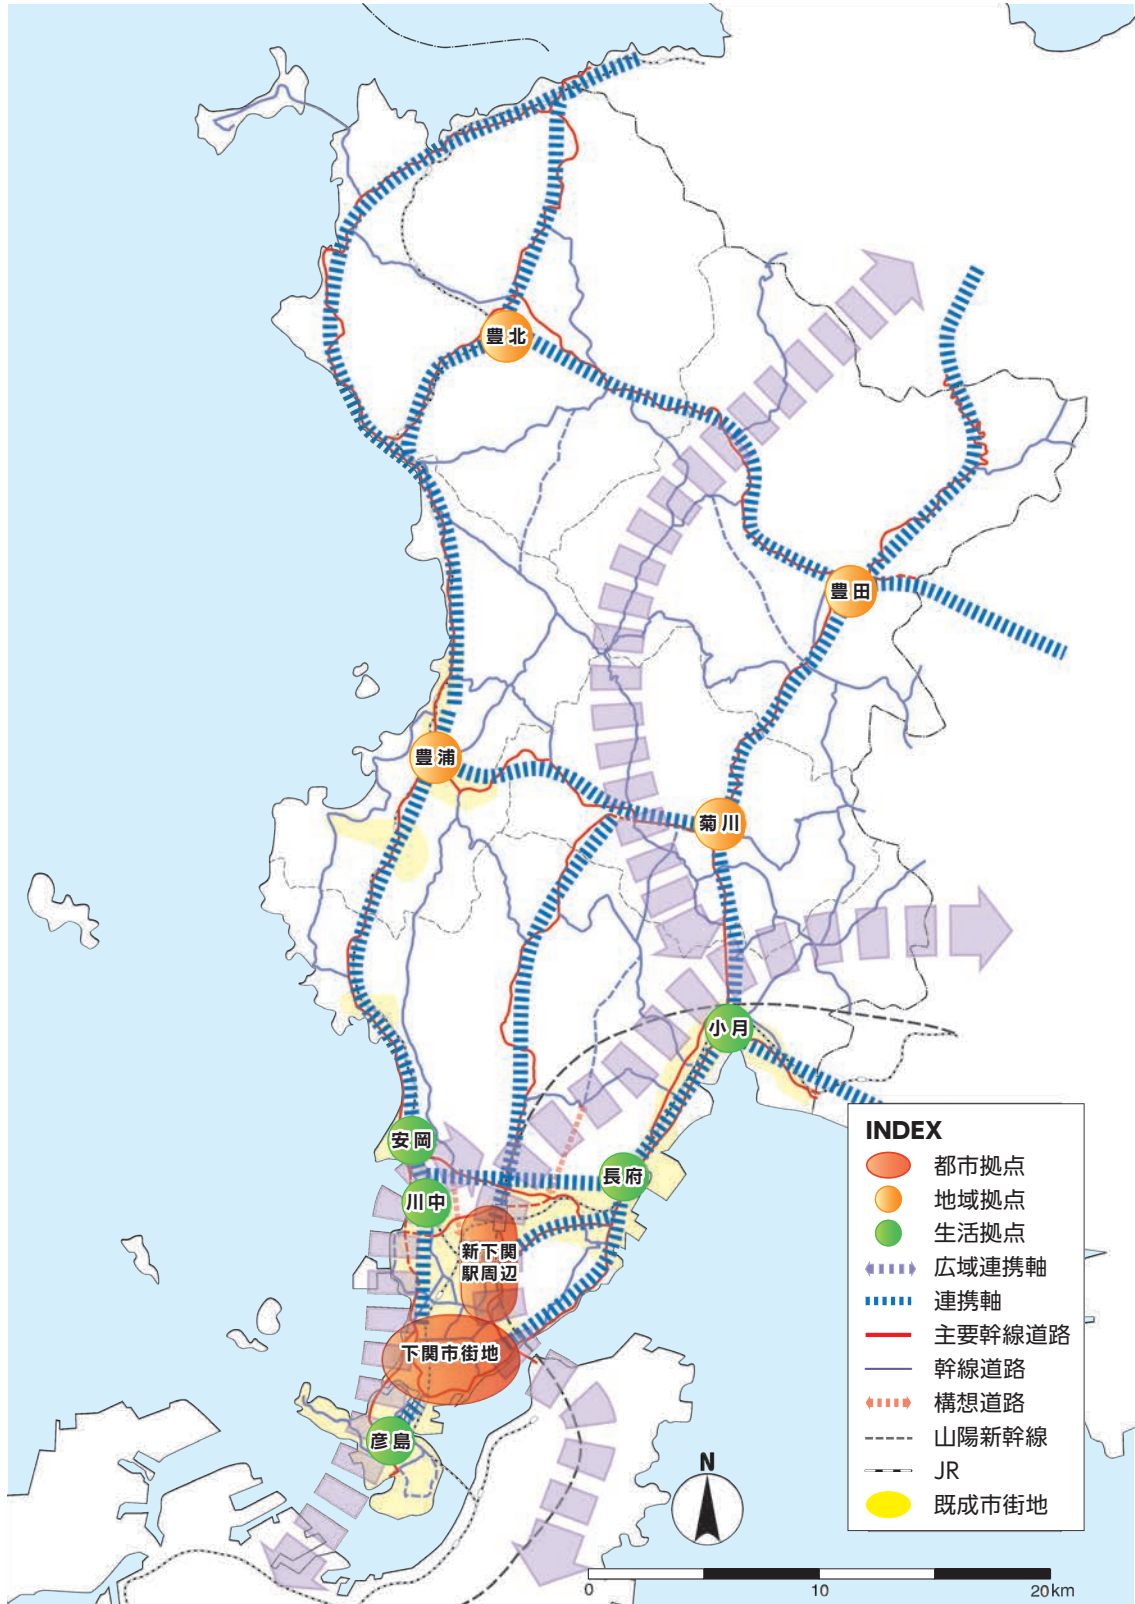 豊北
豊田
豊浦
菊川
小月
安岡
長府
川中
新下関
駅周辺
下関市街地
彦島
INDEX
都市拠点
地域拠点
生活拠点
広域連携軸
連携軸
主要幹線道路
幹線道路
構想道路
山陽新幹線
JR
既成市街地
N
0
10
20km